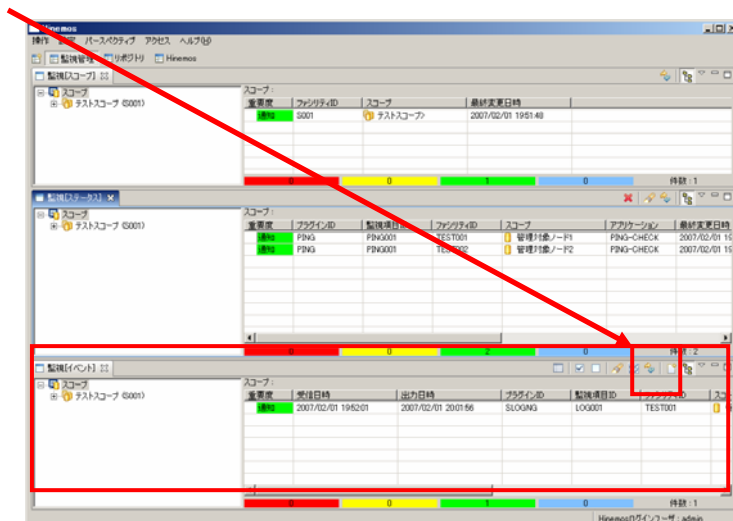 Hinemos
操作 設定 パースペクティブ アクセス ヘルプ(H)
監視管理 リポジトリ Hinemos
監視[スコープ]
スコープ
テストスコープ (S001)
スコープ:
重要度 ファシリティID スコープ 最終変更日時
通知 S001 テストスコープ> 2007/02/01 19:51:48
0 0 1 0 件数:1
監視[ステータス]
スコープ
テストスコープ (S001)
スコープ:
重要度 プラグインID 監視項目ID ファシリティID スコープ アプリケーション 最終変更日時
通知 PING PING001 TEST001 管理対象ノード1 PING-CHECK 2007/02/01 19
通知 PING PING001 TEST002 管理対象ノード2 PING-CHECK 2007/02/01 19
0 0 2 0 件数:2
監視[イベント]
スコープ
テストスコープ (S001)
スコープ:
重要度 受信日時 出力日時 プラグインID 監視項目ID ファシリティID スコ
通知 2007/02/01 19:52:01 2007/02/01 20:01:56 SLOGNG LOG001 TEST001
0 0 1 0 件数:1
Hinemosログインユーザ:admin